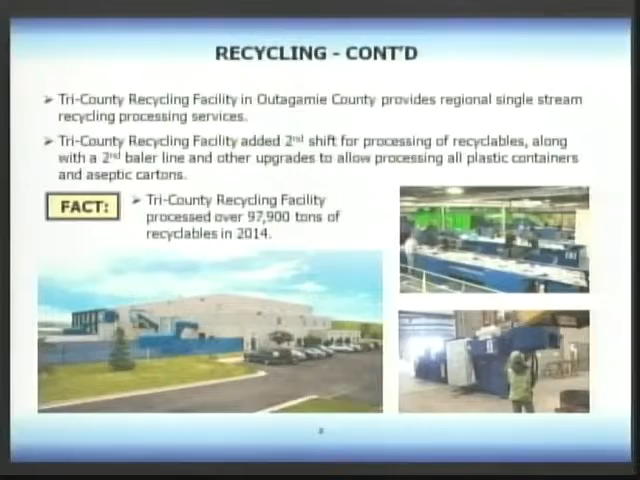 RECYCLING - CONT'D
➢ Tri-County Recycling Facility in Outagamie County provides regional single stream
recycling processing services.
➢ Tri-County Recycling Facility added 2nd shift for processing of recyclables, along
with a 2nd baler line and other upgrades to allow processing all plastic containers
and aseptic cartons.
FACT:
➢ Tri-County Recycling Facility
processed over 97,900 tons of
recyclables in 2014.